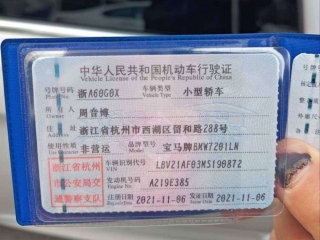 中华人民共和国机动车行驶证
Vehicle License of the People's Republic of China
号牌号码 浙A60G0X 车辆类型 小型轿车
Plate No. Vehicle Type
所有人 周音博
Owner
住址 浙江省杭州市西湖区留和路288号
Address
使用性质 非营运 品牌型号 宝马牌BMW7201LN
浙江省杭州
市公安局交
通警察支队
车辆识别代号 LBV21AF03MS190872
VIN
发动机号码 A219E385
Engine No.
注册日期 2021-11-06 发证日期 2021-11-06